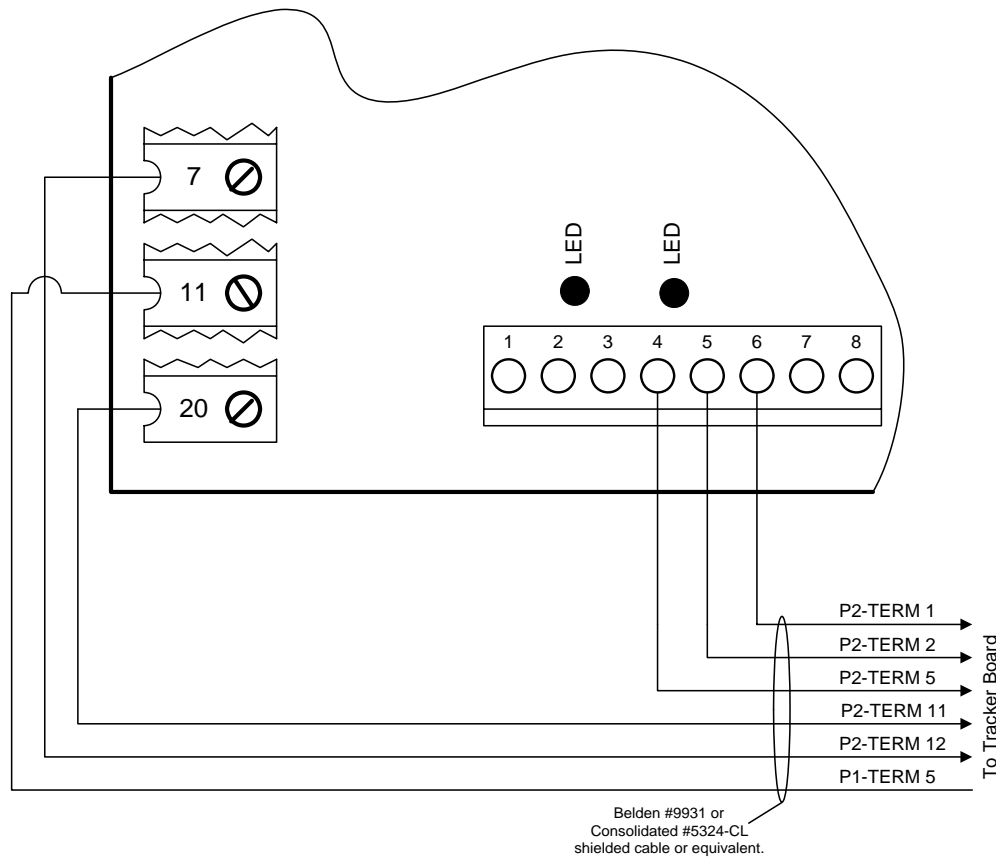 7
11
20
LED
LED
1 2 3 4 5 6 7 8
P2-TERM 1
P2-TERM 2
P2-TERM 5
P2-TERM 11
P2-TERM 12
P1-TERM 5
To Tracker Board
Belden #9931 or
Consolidated #5324-CL
shielded cable or equivalent.